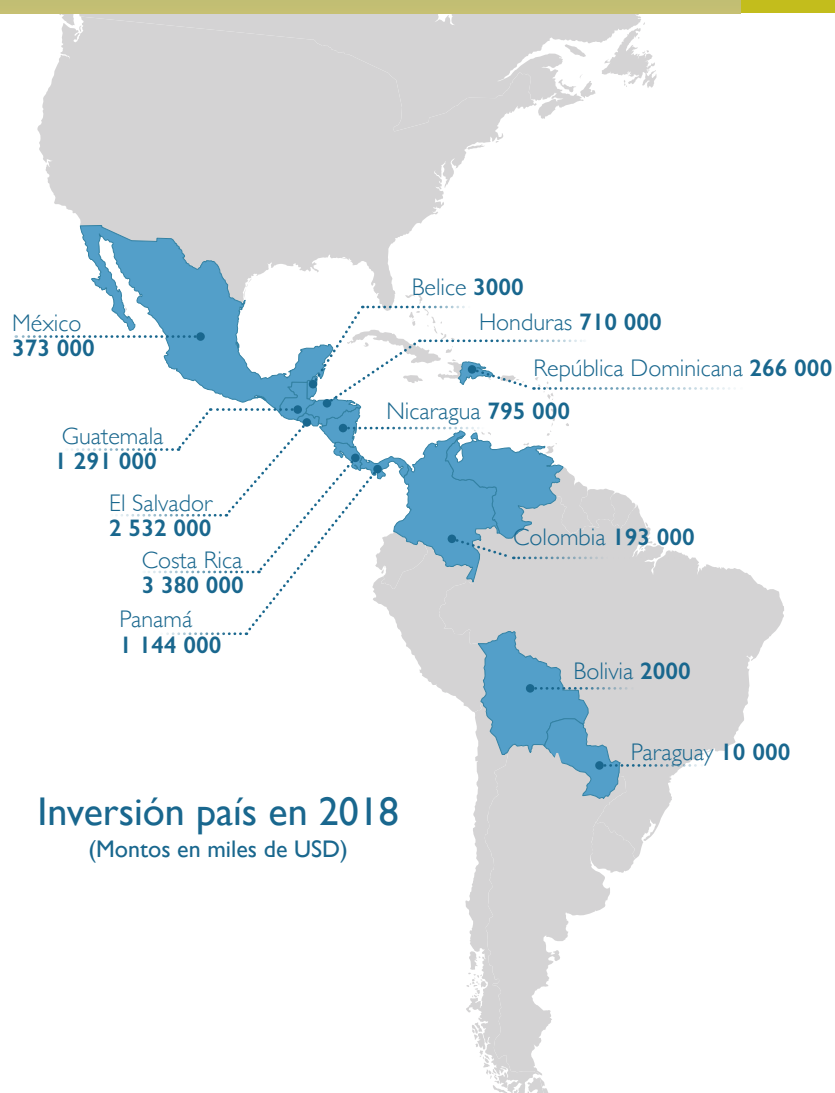 Belice 3000
Honduras 710 000
México
373 000
República Dominicana 266 000
Nicaragua 795 000
Guatemala
1 291 000
El Salvador
2 532 000
Colombia 193 000
Costa Rica
3 380 000
Panamá
1 144 000
Bolivia 2000
Paraguay 10 000
Inversión país en 2018
(Montos en miles de USD)